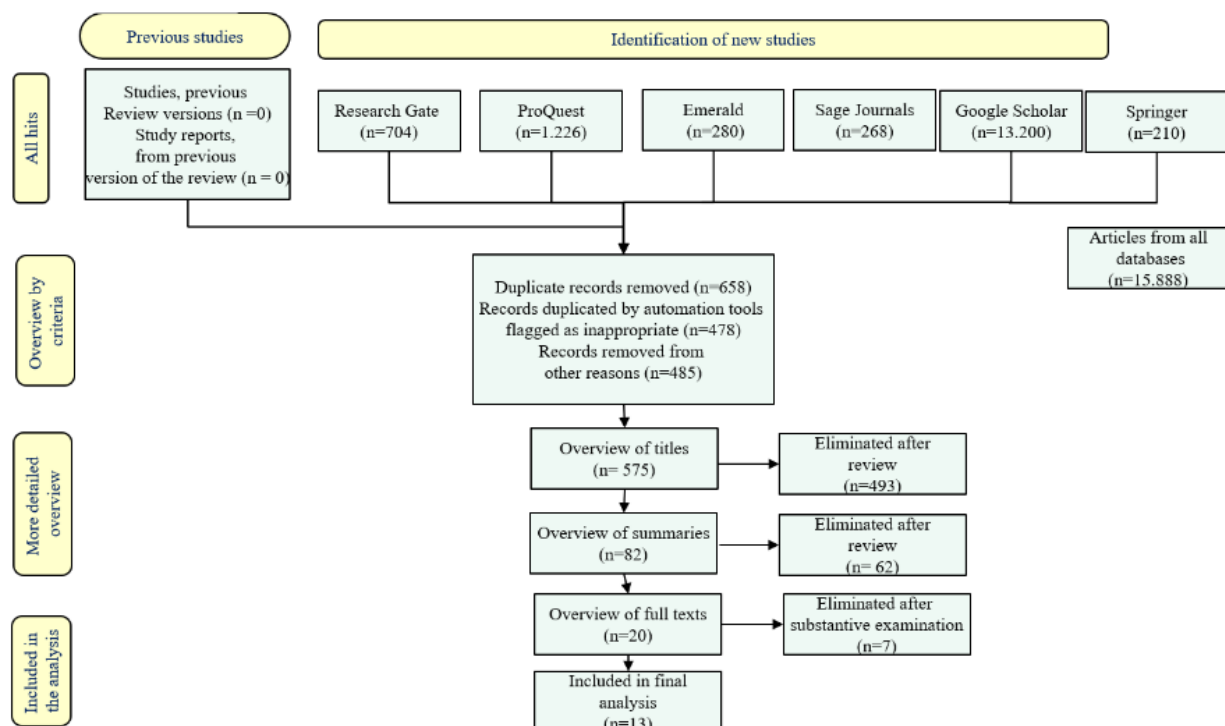 Previous studies
Identification of new studies
All hits
Studies, previous
Review versions (n =0)
Study reports,
from previous
version of the review (n = 0)
Research Gate
(n=704)
ProQuest
(n=1.226)
Emerald
(n=280)
Sage Journals
(n=268)
Google Scholar
(n=13.200)
Springer
(n=210)
Articles from all
databases
(n=15.888)
Overview by
criteria
Duplicate records removed (n=658)
Records duplicated by automation tools
flagged as inappropriate (n=478)
Records removed from
other reasons (n=485)
More detailed
overview
Overview of titles
(n= 575)
Eliminated after
review
(n=493)
Overview of summaries
(n=82)
Eliminated after
review
(n= 62)
Included in
the analysis
Overview of full texts
(n=20)
Eliminated after
substantive examination
(n=7)
Included in final
analysis
(n=13)